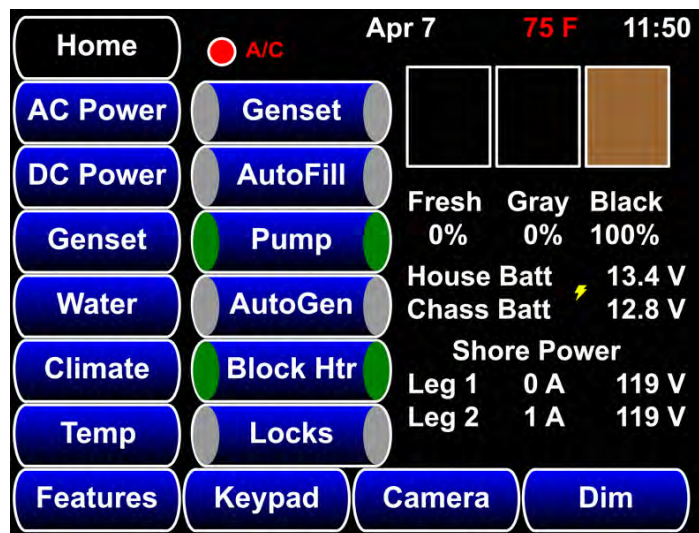 Home
A/C
Apr 7 75 F 11:50
AC Power
Genset
DC Power
AutoFill
Fresh Gray Black
0% 0% 100%
Genset
Pump
House Batt 13.4 V
Chass Batt 12.8 V
Water
AutoGen
Shore Power
Leg 1 0 A 119 V
Leg 2 1 A 119 V
Climate
Block Htr
Temp
Locks
Features
Keypad
Camera
Dim